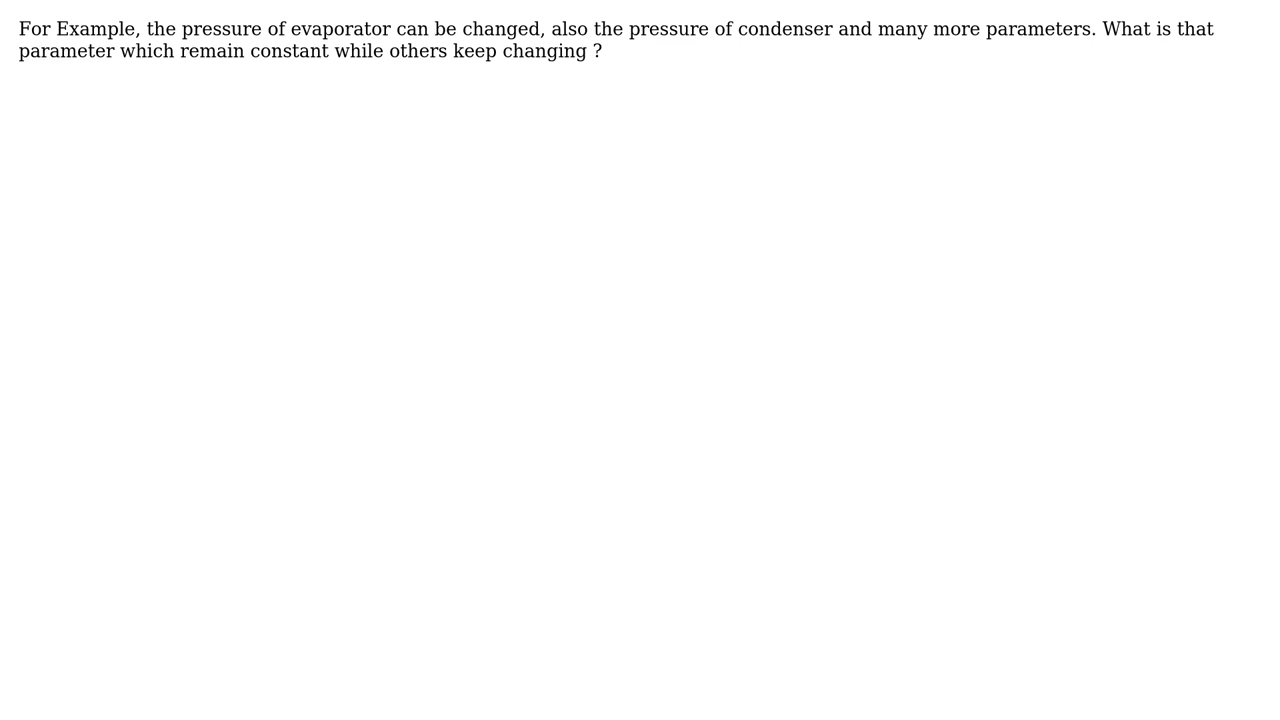 For Example, the pressure of evaporator can be changed, also the pressure of condenser and many more parameters. What is that
parameter which remain constant while others keep changing ?